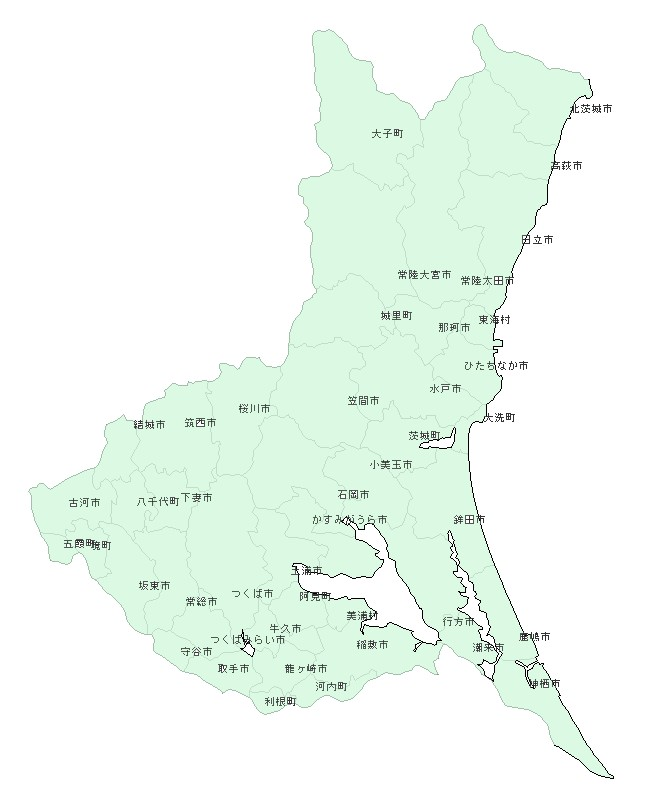 北茨城市
大子町
高萩市
日立市
常陸大宮市
常陸太田市
城里町
東海村
那珂市
ひたちなか市
水戸市
笠間市
桜川市
大洗町
筑西市
結城市
茨城町
小美玉市
石岡市
下妻市
八千代町
古河市
かすみがうら市
鉾田市
五霞町
境町
土浦市
坂東市
つくば市
阿見町
常総市
美浦村
行方市
牛久市
鹿嶋市
つくばみらい市
稲敷市
潮来市
守谷市
取手市
龍ヶ崎市
神栖市
河内町
利根町